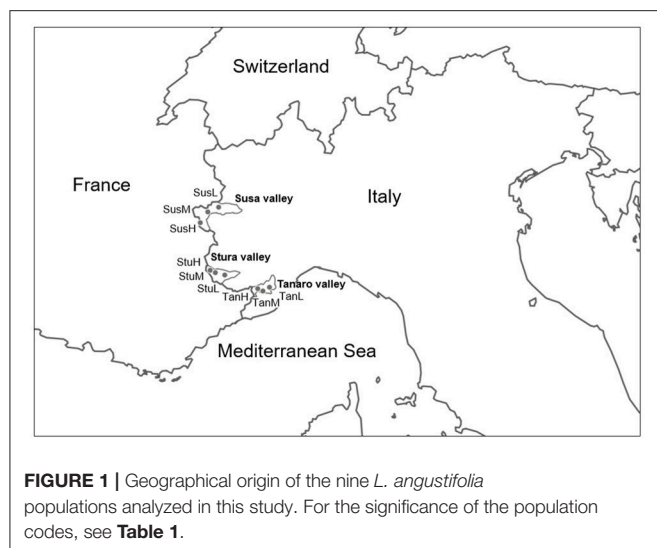 Switzerland
France
Italy
SusL
Susa valley
SusM
SusH
StuH
Stura valley
StuM
StuL
Tanaro valley
TanH
TanL
TanM
Mediterranean Sea
FIGURE 1 | Geographical origin of the nine L. angustifolia
populations analyzed in this study. For the significance of the population
codes, see Table 1.